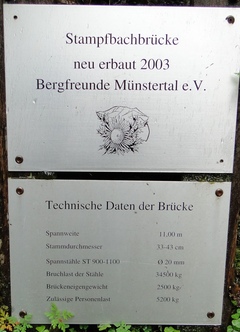 Stampfbachbrücke
neu erbaut 2003
Bergfreunde Münstertal e.V.
Technische Daten der Brücke
Spannweite 11.00 m
Stammdurchmesser 33-43 cm
Spannstähle ST 900-1100 Ø 20 mm
Bruchlast der Stähle 34500 kg
Brückeneigengewicht 2500 kg
Zulässige Personenlast 5200 kg